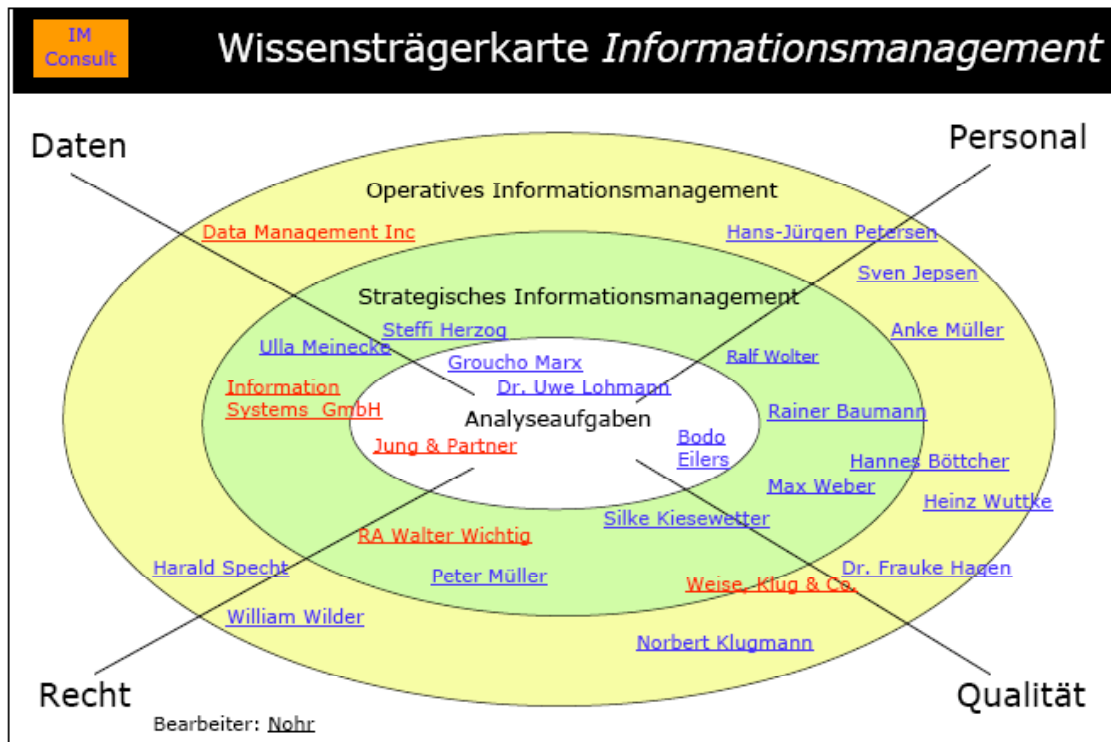 IM
Consult
Wissensträgerkarte Informationsmanagement
Daten
Personal
Operatives Informationsmanagement
Data Management Inc
Hans-Jürgen Petersen
Sven Jepsen
Strategisches Informationsmanagement
Steffi Herzog
Anke Müller
Ulla Meinecke
Groucho Marx
Ralf Wolter
Information
Systems GmbH
Dr. Uwe Lohmann
Analyseaufgaben
Rainer Baumann
Jung & Partner
Bodo
Eilers
Hannes Böttcher
Max Weber
Heinz Wuttke
Silke Kiesewetter
RA Walter Wichtig
Harald Specht
Peter Müller
Weise, Klug & Co.
Dr. Frauke Hagen
William Wilder
Norbert Klugmann
Recht
Qualität
Bearbeiter: Nohr